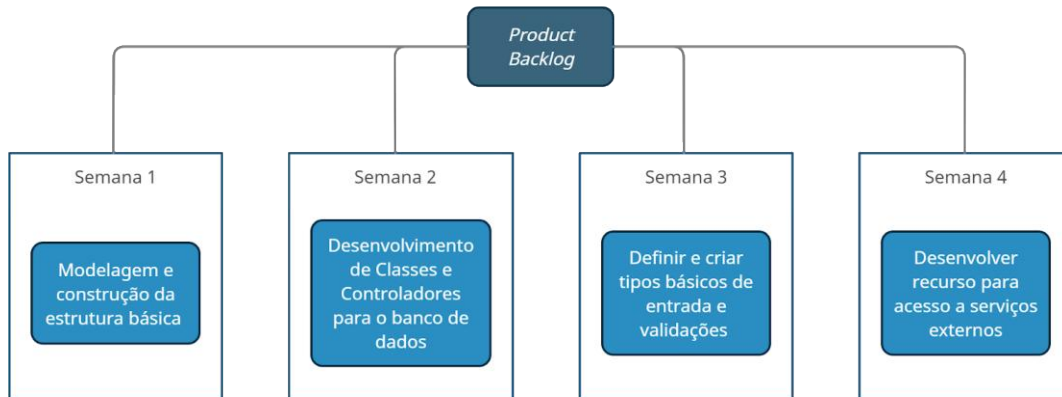 Product
Backlog
Semana 1
Modelagem e
construção da
estrutura básica
Semana 2
Desenvolvimento
de Classes e
Controladores
para o banco de
dados
Semana 3
Definir e criar
tipos básicos de
entrada e
validações
Semana 4
Desenvolver
recurso para
acesso a serviços
externos